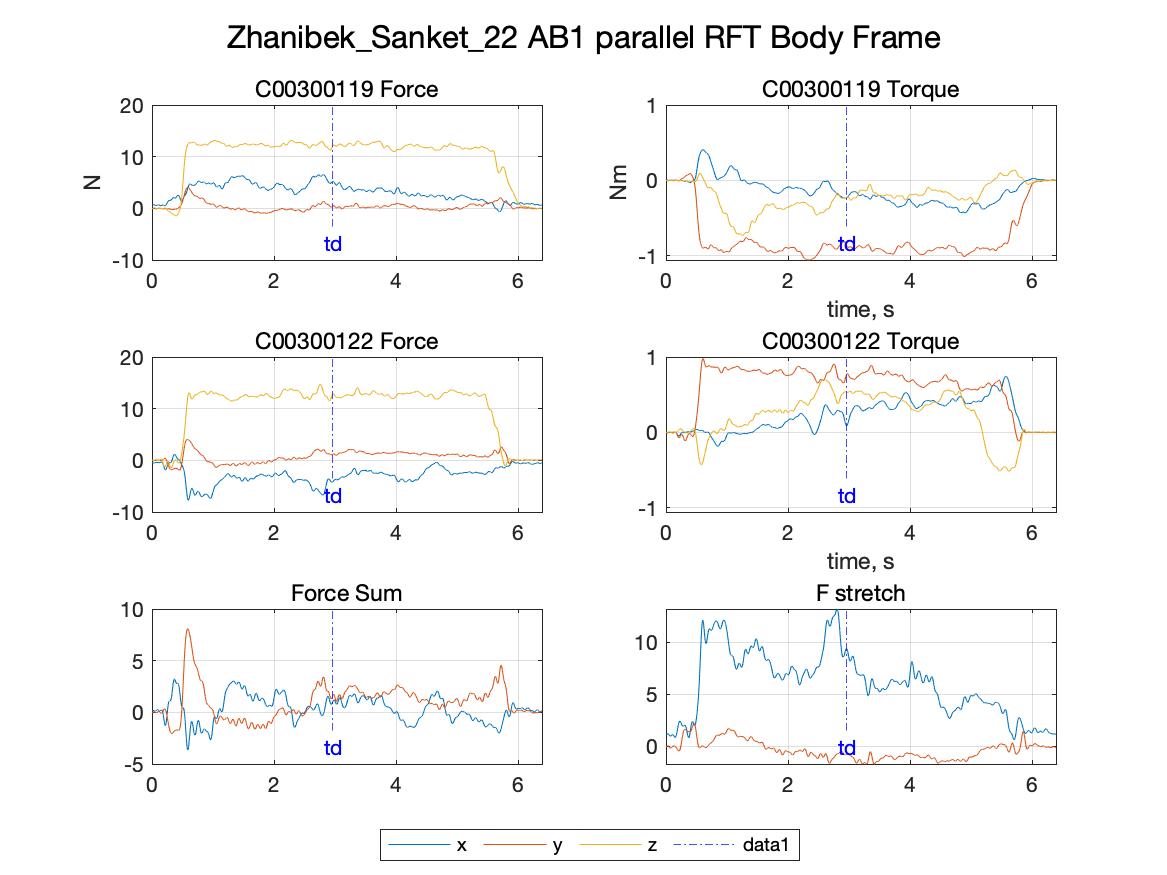 Zhanibek_Sanket_22 AB1 parallel RFT Body Frame
C00300119 Force
20
10
0
-10
N
td
0 2 4 6
C00300119 Torque
1
0
-1
Nm
td
0 2 4 6
time, s
C00300122 Force
20
10
0
-10
td
0 2 4 6
C00300122 Torque
1
0
-1
td
0 2 4 6
time, s
Force Sum
10
5
0
-5
td
0 2 4 6
F stretch
10
5
0
td
0 2 4 6
x y z data1